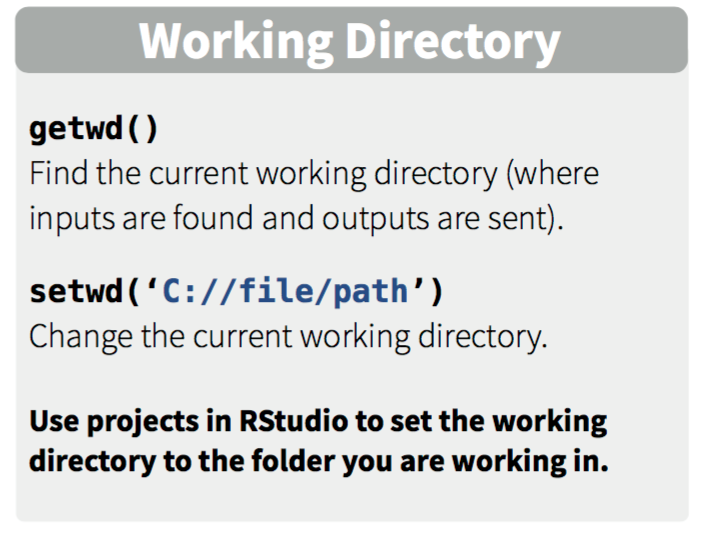 Working Directory
getwd()
Find the current working directory (where
inputs are found and outputs are sent).
setwd(‘C://file/path’)
Change the current working directory.
Use projects in RStudio to set the working
directory to the folder you are working in.